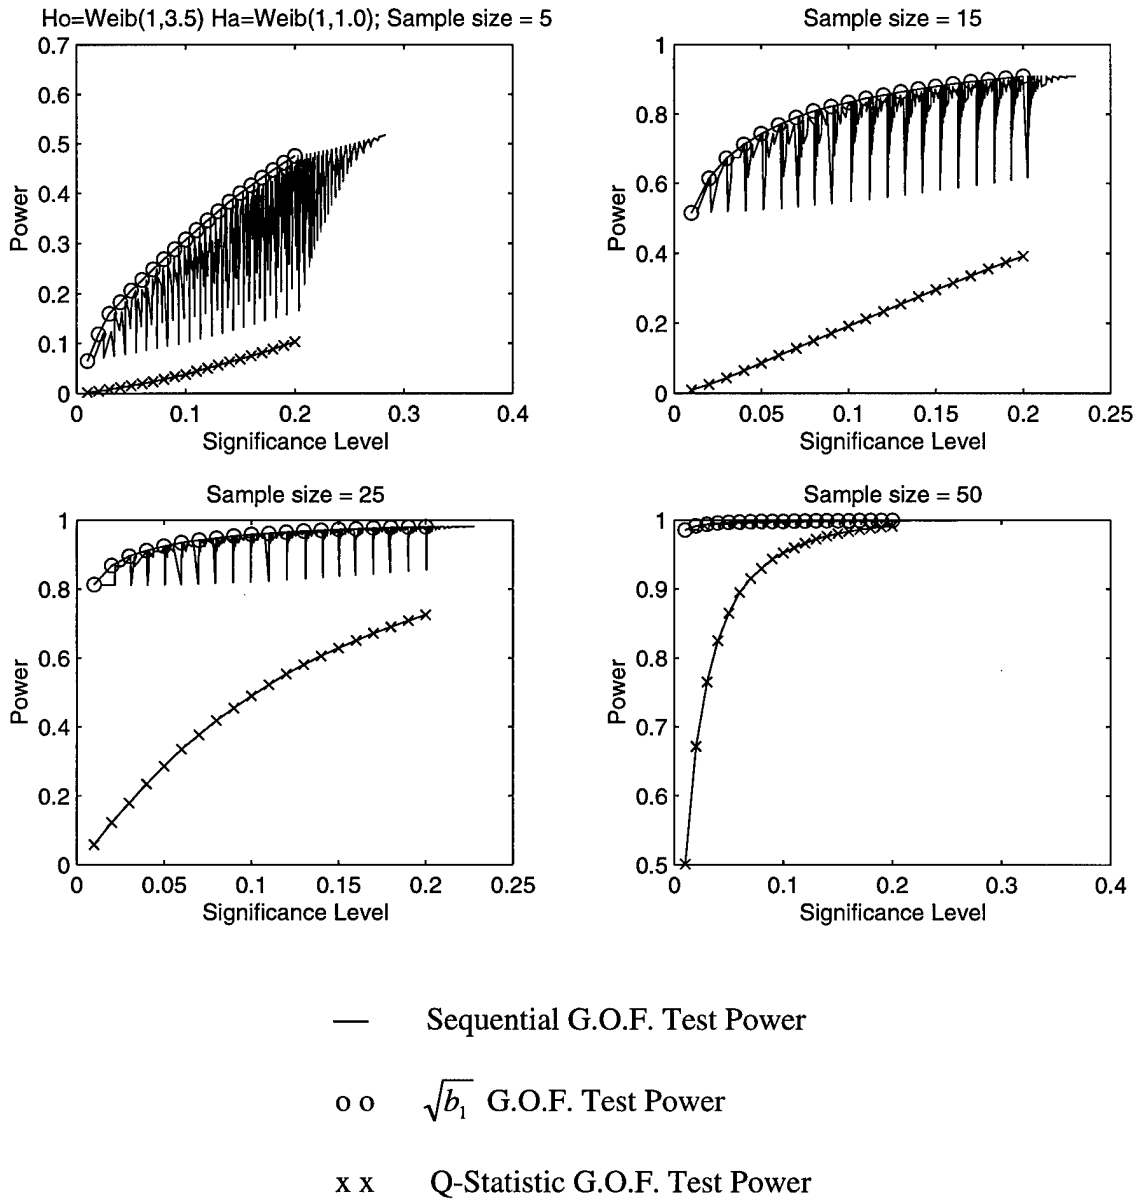 Ho=Weib(1,3.5) Ha=Weib(1,1.0); Sample size = 5
0.7
0.6
0.5
0.4
0.3
0.2
0.1
0
Power
0 0.1 0.2 0.3 0.4
Significance Level
Sample size = 15
1
0.8
0.6
0.4
0.2
0
Power
0 0.05 0.1 0.15 0.2 0.25
Significance Level
Sample size = 25
1
0.8
0.6
0.4
0.2
0
Power
0 0.05 0.1 0.15 0.2 0.25
Significance Level
Sample size = 50
1
0.9
0.8
0.7
0.6
0.5
Power
0 0.1 0.2 0.3 0.4
Significance Level
— Sequential G.O.F. Test Power
o o √b₁ G.O.F. Test Power
x x Q-Statistic G.O.F. Test Power